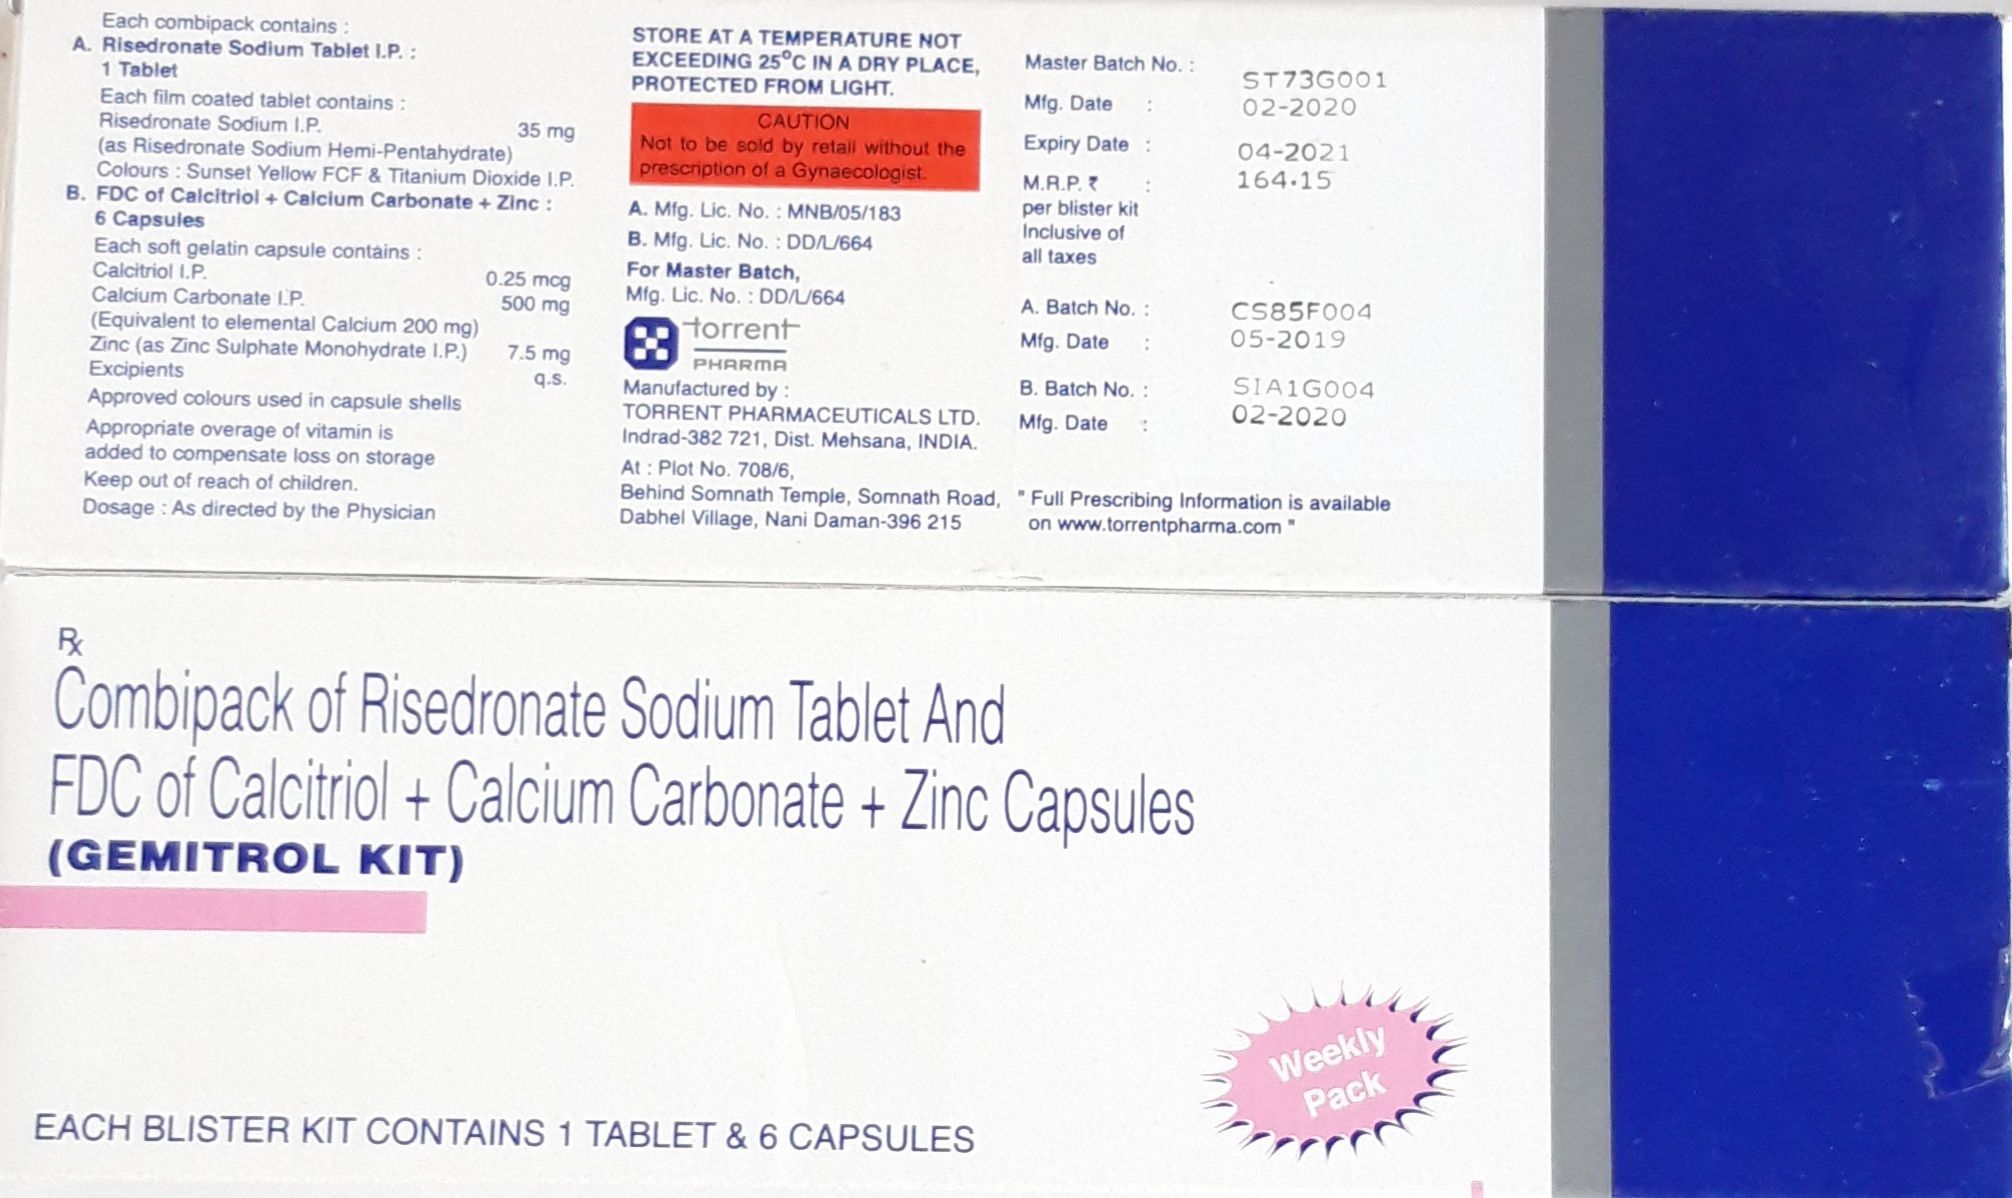 Each combipack contains :
A. Risedronate Sodium Tablet I.P. :
1 Tablet
Each film coated tablet contains :
Risedronate Sodium I.P. 35 mg
(as Risedronate Sodium Hemi-Pentahydrate)
Colours : Sunset Yellow FCF & Titanium Dioxide I.P.
B. FDC of Calcitriol + Calcium Carbonate + Zinc :
6 Capsules
Each soft gelatin capsule contains :
Calcitriol I.P. 0.25 mcg
Calcium Carbonate I.P. 500 mg
(Equivalent to elemental Calcium 200 mg)
Zinc (as Zinc Sulphate Monohydrate I.P.) 7.5 mg
Excipients q.s.
Approved colours used in capsule shells
Appropriate overage of vitamin is
added to compensate loss on storage
Keep out of reach of children.
Dosage : As directed by the Physician
STORE AT A TEMPERATURE NOT
EXCEEDING 25°C IN A DRY PLACE,
PROTECTED FROM LIGHT.
CAUTION
Not to be sold by retail without the
prescription of a Gynaecologist.
A. Mfg. Lic. No. : MNB/05/183
B. Mfg. Lic. No. : DD/L/664
For Master Batch,
Mfg. Lic. No. : DD/L/664
torrent
PHARMA
Manufactured by :
TORRENT PHARMACEUTICALS LTD.
Indrad-382 721, Dist. Mehsana, INDIA.
At : Plot No. 708/6,
Behind Somnath Temple, Somnath Road,
Dabhel Village, Nani Daman-396 215
Master Batch No. : ST73G001
Mfg. Date : 02-2020
Expiry Date : 04-2021
M.R.P. ₹ : 164.15
per blister kit
Inclusive of
all taxes
A. Batch No. : CS85F004
Mfg. Date : 05-2019
B. Batch No. : SIA1G004
Mfg. Date : 02-2020
" Full Prescribing Information is available
on www.torrentpharma.com "
Rx
Combipack of Risedronate Sodium Tablet And
FDC of Calcitriol + Calcium Carbonate + Zinc Capsules
(GEMITROL KIT)
Weekly
Pack
EACH BLISTER KIT CONTAINS 1 TABLET & 6 CAPSULES